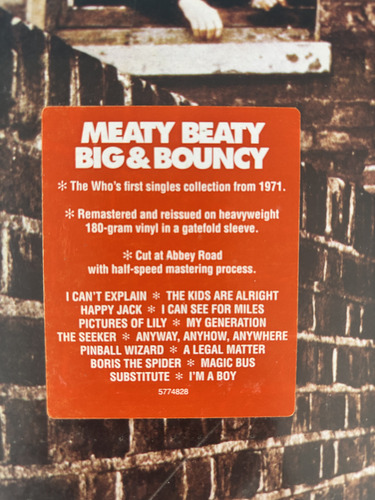 MEATY BEATY
BIG & BOUNCY
* The Who's first singles collection from 1971.
* Remastered and reissued on heavyweight
180-gram vinyl in a gatefold sleeve.
* Cut at Abbey Road
with half-speed mastering process.
I CAN'T EXPLAIN * THE KIDS ARE ALRIGHT
HAPPY JACK * I CAN SEE FOR MILES
PICTURES OF LILY * MY GENERATION
THE SEEKER * ANYWAY, ANYHOW, ANYWHERE
PINBALL WIZARD * A LEGAL MATTER
BORIS THE SPIDER * MAGIC BUS
SUBSTITUTE * I'M A BOY
5774828